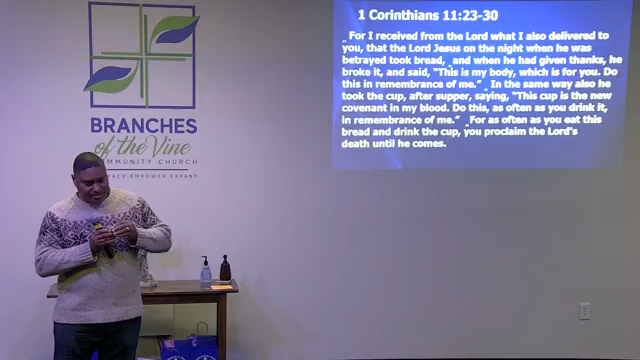 BRANCHES
of the Vine
COMMUNITY CHURCH
EMPOWER EXPAND
1 Corinthians 11:23-30
For I received from the Lord what I also delivered to
you, that the Lord Jesus on the night when he was
betrayed took bread, and when he had given thanks, he
broke it, and said, “This is my body, which is for you. Do
this in remembrance of me.” In the same way also he
took the cup, after supper, saying, “This cup is the new
covenant in my blood. Do this, as often as you drink it,
in remembrance of me.” For as often as you eat this
bread and drink the cup, you proclaim the Lord's
death until he comes.